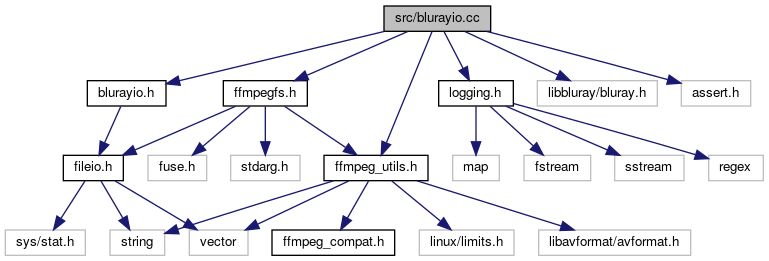 src/blurayio.cc
blurayio.h
ffmpegfs.h
logging.h
libbluray/bluray.h
assert.h
fileio.h
fuse.h
stdarg.h
ffmpeg_utils.h
map
fstream
sstream
regex
sys/stat.h
string
vector
ffmpeg_compat.h
linux/limits.h
libavformat/avformat.h